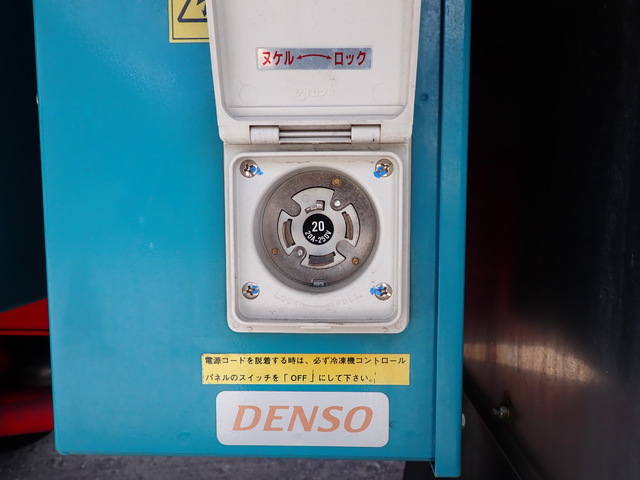 ヌケル ロック
20
20A-250V
LOCK PULL
電源コードを脱着する時は、必ず冷凍機コントロール
パネルのスイッチを「OFF」にして下さい。
DENSO